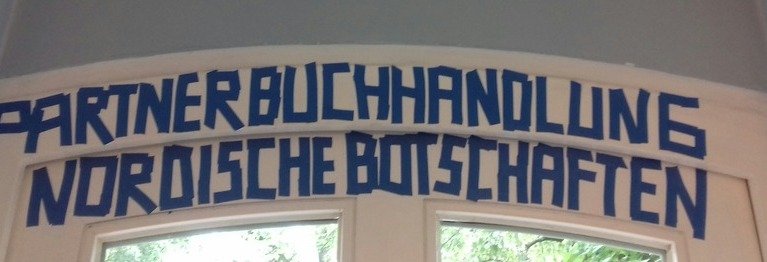 PARTNERBUCHHANDLUNG
NORDISCHE BOTSCHAFTEN